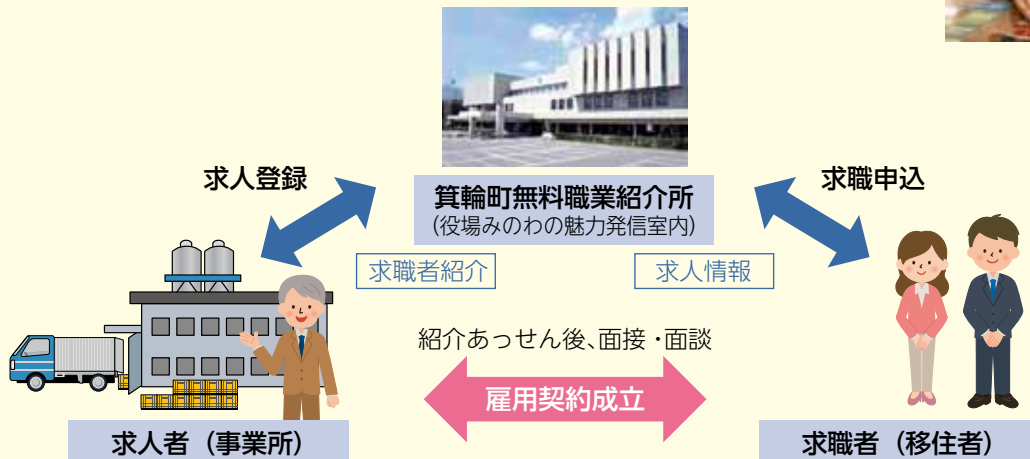 求人登録
求職申込
箕輪町無料職業紹介所
(役場みのわの魅力発信室内)
求職者紹介
求人情報
紹介あっせん後、面接・面談
雇用契約成立
求人者（事業所）
求職者（移住者）